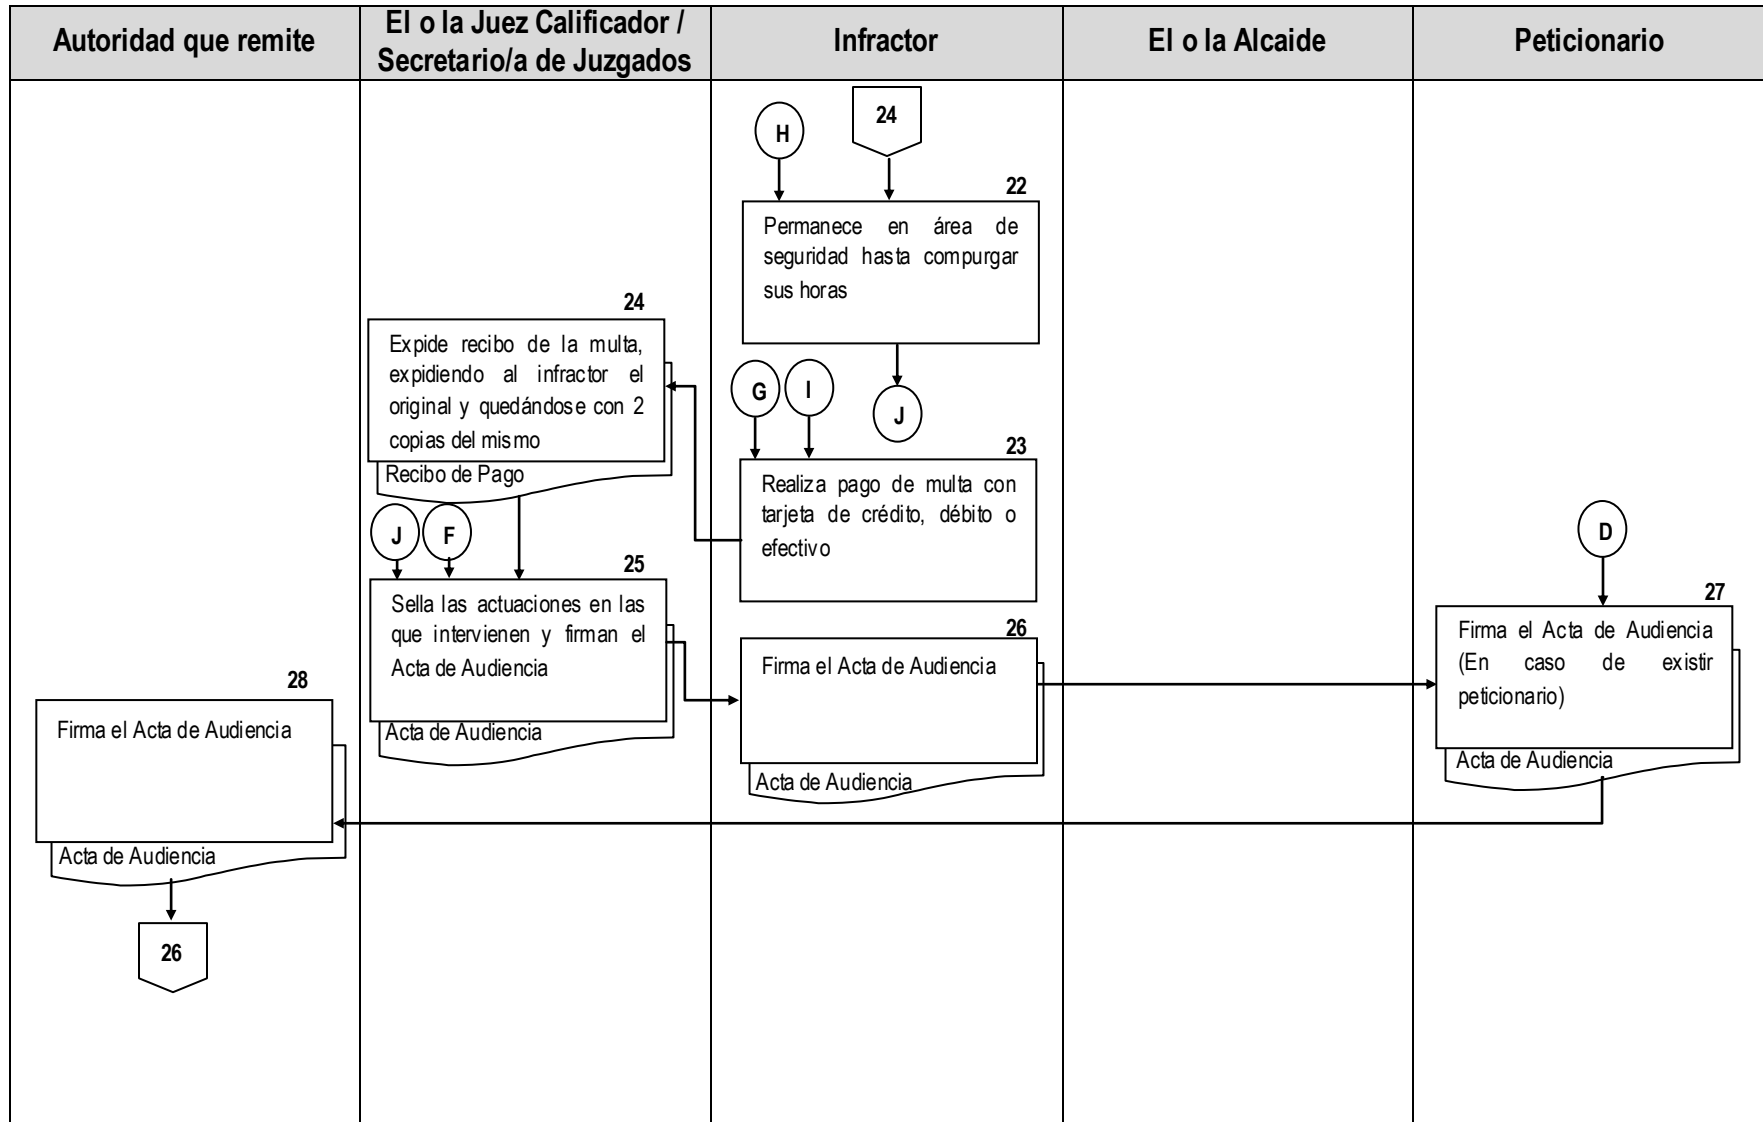 Autoridad que remite
El o la Juez Calificador /
Secretario/a de Juzgados
Infractor
El o la Alcaide
Peticionario
H
24
22
Permanece en área de
seguridad hasta compurgar
sus horas
J
24
Expide recibo de la multa,
expidiendo al infractor el
original y quedándose con 2
copias del mismo
Recibo de Pago
G
I
23
Realiza pago de multa con
tarjeta de crédito, débito o
efectivo
J
F
25
Sella las actuaciones en las
que intervienen y firman el
Acta de Audiencia
Acta de Audiencia
26
Firma el Acta de Audiencia
Acta de Audiencia
D
27
Firma el Acta de Audiencia
(En caso de existir
peticionario)
Acta de Audiencia
28
Firma el Acta de Audiencia
Acta de Audiencia
26